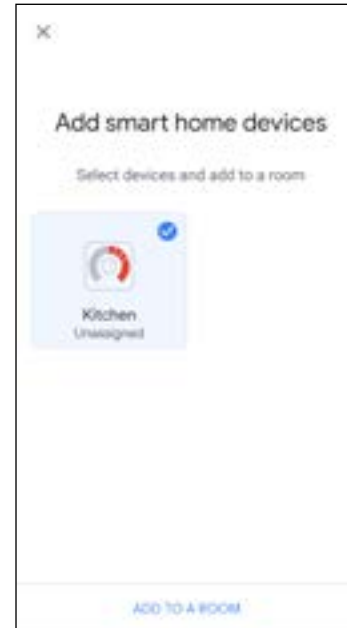 Add smart home devices
Select devices and add to a room
Kitchen
Unassigned
ADD TO A ROOM